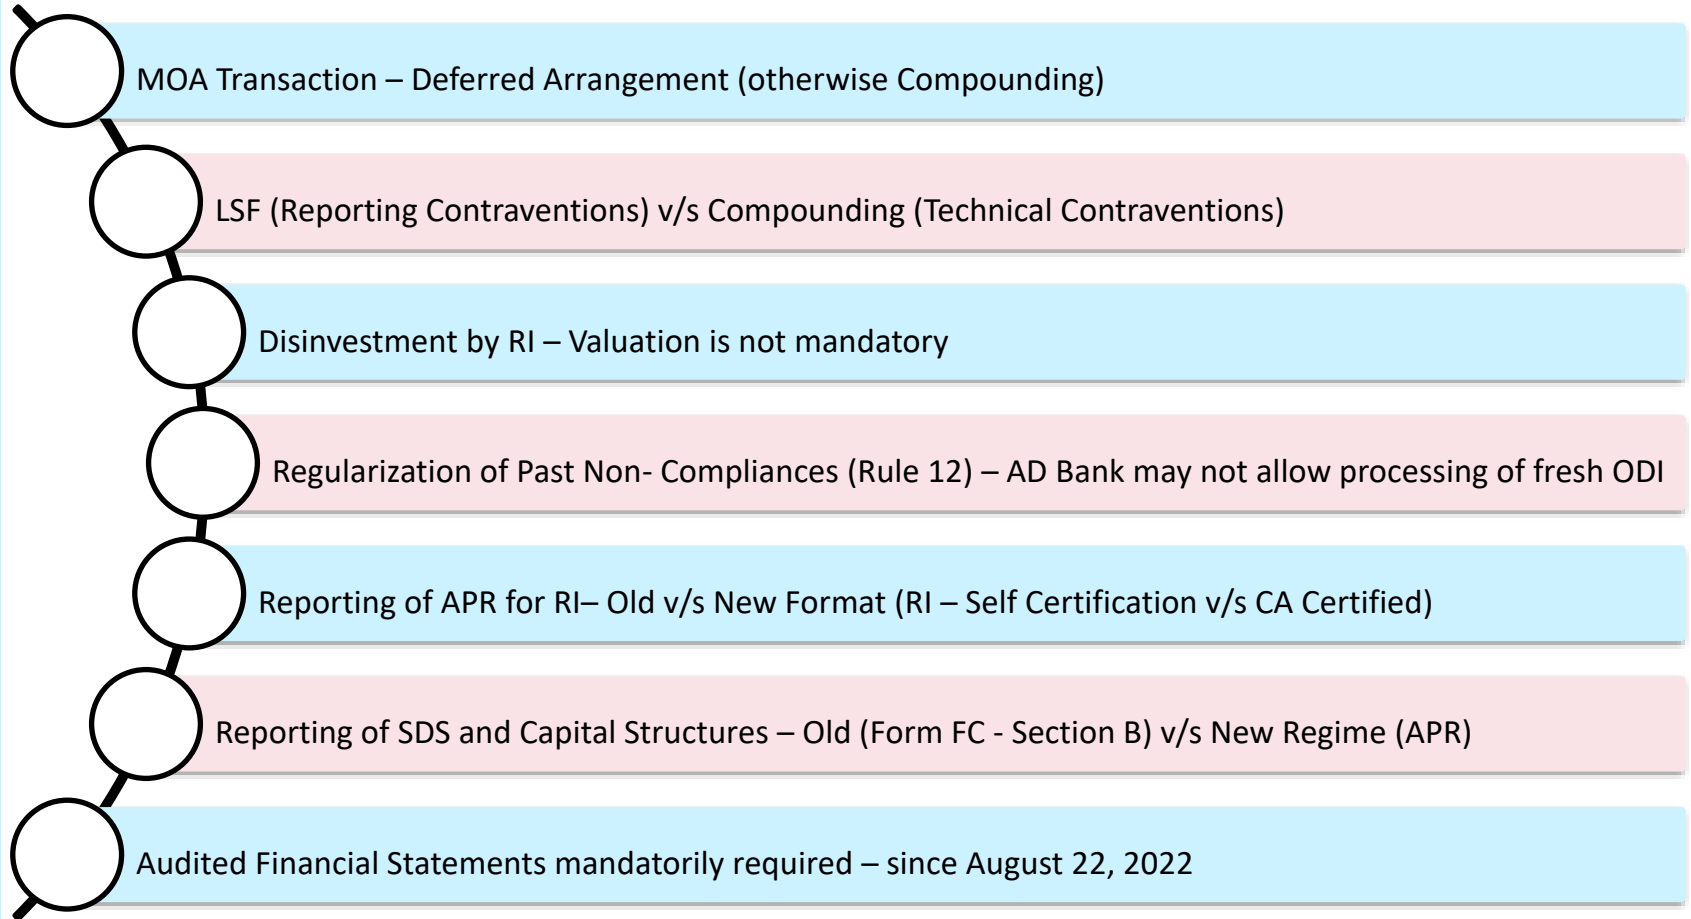 MOA Transaction – Deferred Arrangement (otherwise Compounding)
LSF (Reporting Contraventions) v/s Compounding (Technical Contraventions)
Disinvestment by RI – Valuation is not mandatory
Regularization of Past Non- Compliances (Rule 12) – AD Bank may not allow processing of fresh ODI
Reporting of APR for RI– Old v/s New Format (RI – Self Certification v/s CA Certified)
Reporting of SDS and Capital Structures – Old (Form FC - Section B) v/s New Regime (APR)
Audited Financial Statements mandatorily required – since August 22, 2022